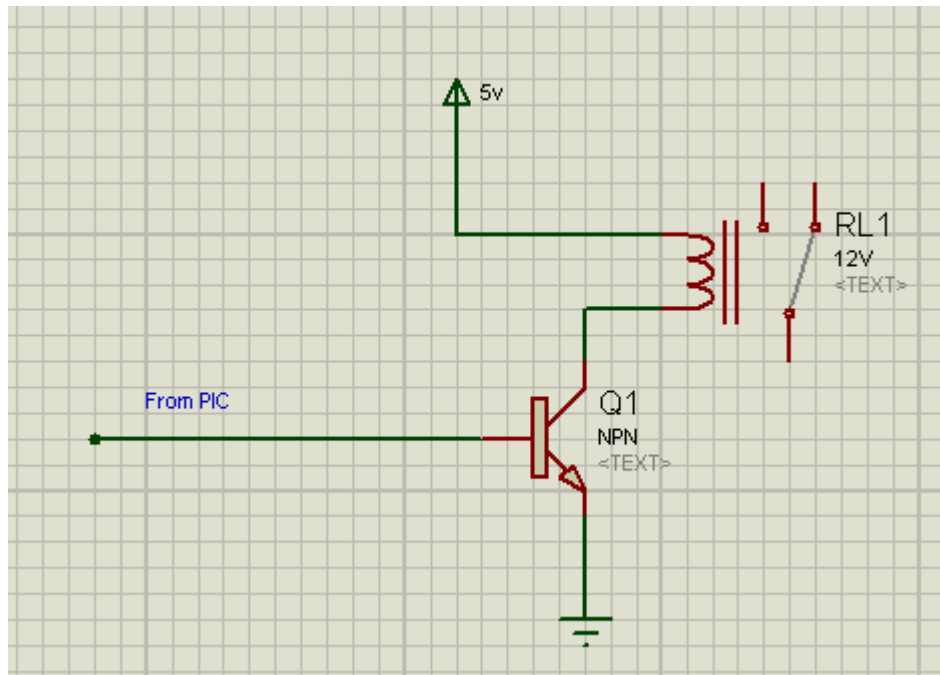 5v
RL1
12V
<TEXT>
From PIC
Q1
NPN
<TEXT>